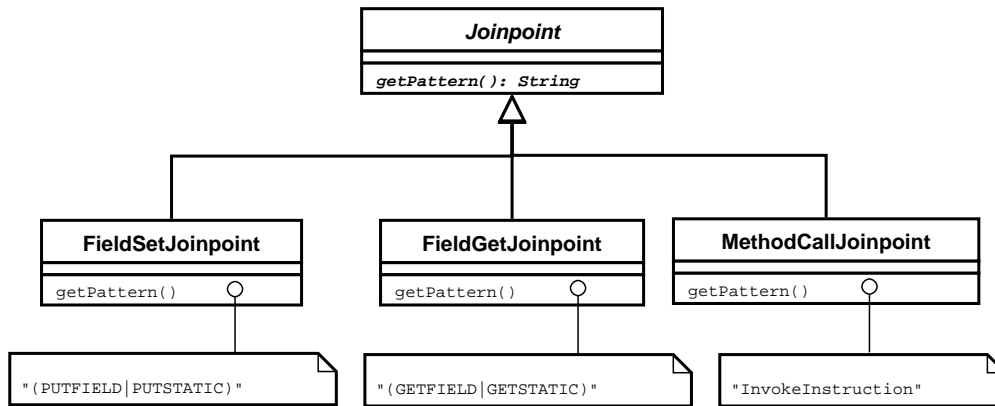 Joinpoint
getPattern(): String
FieldSetJoinpoint
getPattern()
"(PUTFIELD|PUTSTATIC)"
FieldGetJoinpoint
getPattern()
"(GETFIELD|GETSTATIC)"
MethodCallJoinpoint
getPattern()
"InvokeInstruction"